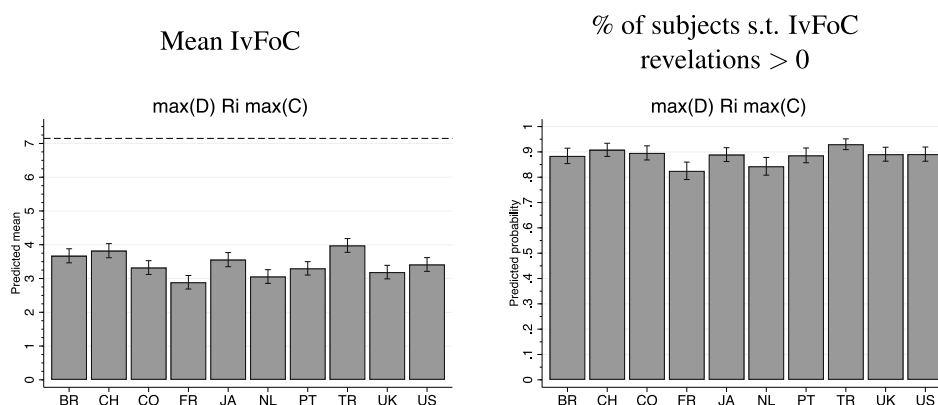 Mean IvFoC
% of subjects s.t. IvFoC
revelations > 0
max(D) Ri max(C)
Predicted mean
7
6
5
4
3
2
1
0
BR CH CO FR JA NL PT TR UK US
max(D) Ri max(C)
Predicted probability
1
.9
.8
.7
.6
.5
.4
.3
.2
.1
0
BR CH CO FR JA NL PT TR UK US